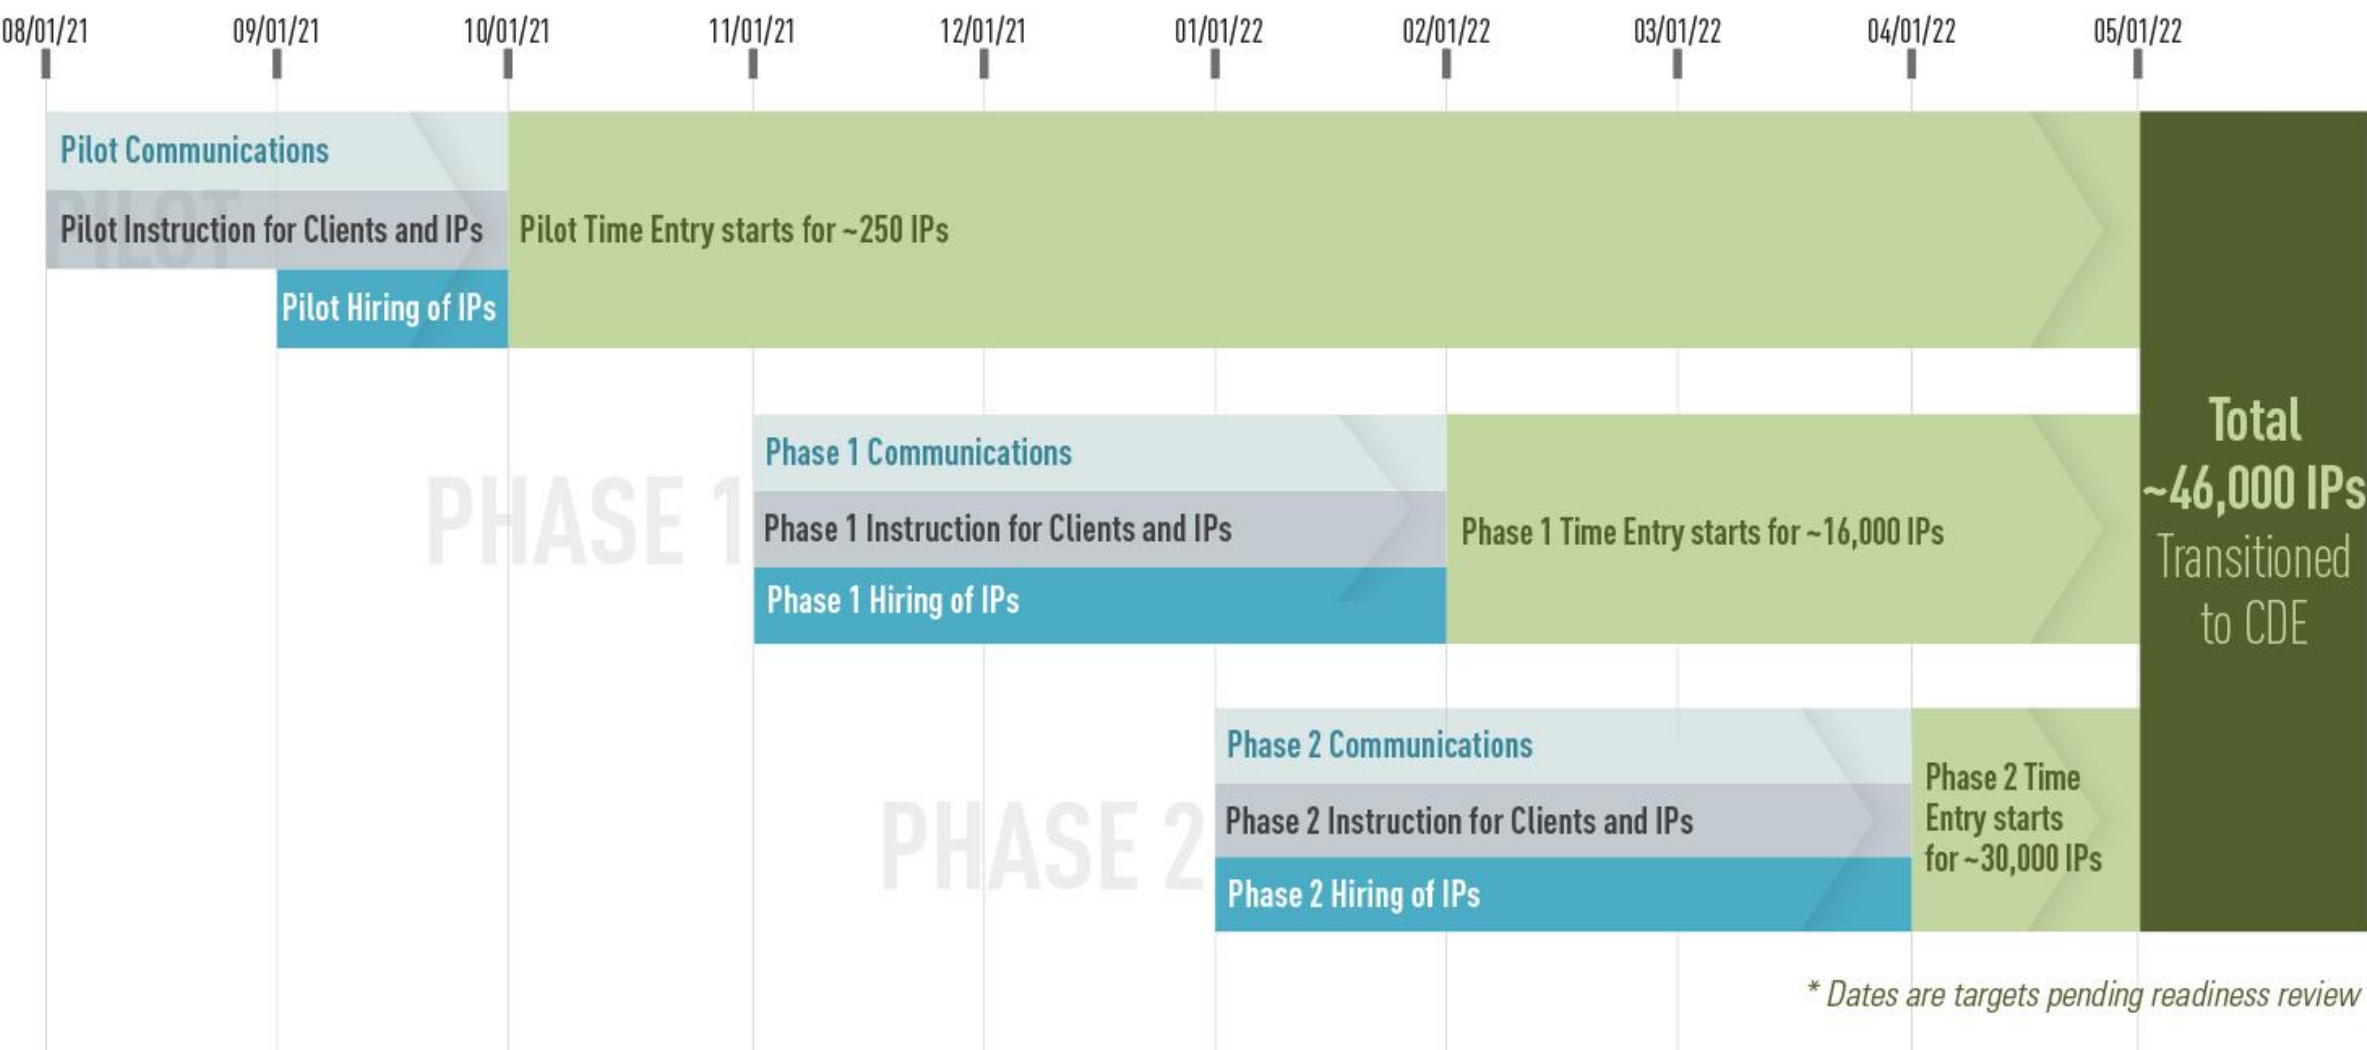 08/01/21 09/01/21 10/01/21 11/01/21 12/01/21 01/01/22 02/01/22 03/01/22 04/01/22 05/01/22
PILOT
Pilot Communications
Pilot Instruction for Clients and IPs
Pilot Hiring of IPs
Pilot Time Entry starts for ~250 IPs
PHASE 1
Phase 1 Communications
Phase 1 Instruction for Clients and IPs
Phase 1 Hiring of IPs
Phase 1 Time Entry starts for ~16,000 IPs
PHASE 2
Phase 2 Communications
Phase 2 Instruction for Clients and IPs
Phase 2 Hiring of IPs
Phase 2 Time
Entry starts
for ~30,000 IPs
Total
~46,000 IPs
Transitioned
to CDE
* Dates are targets pending readiness review